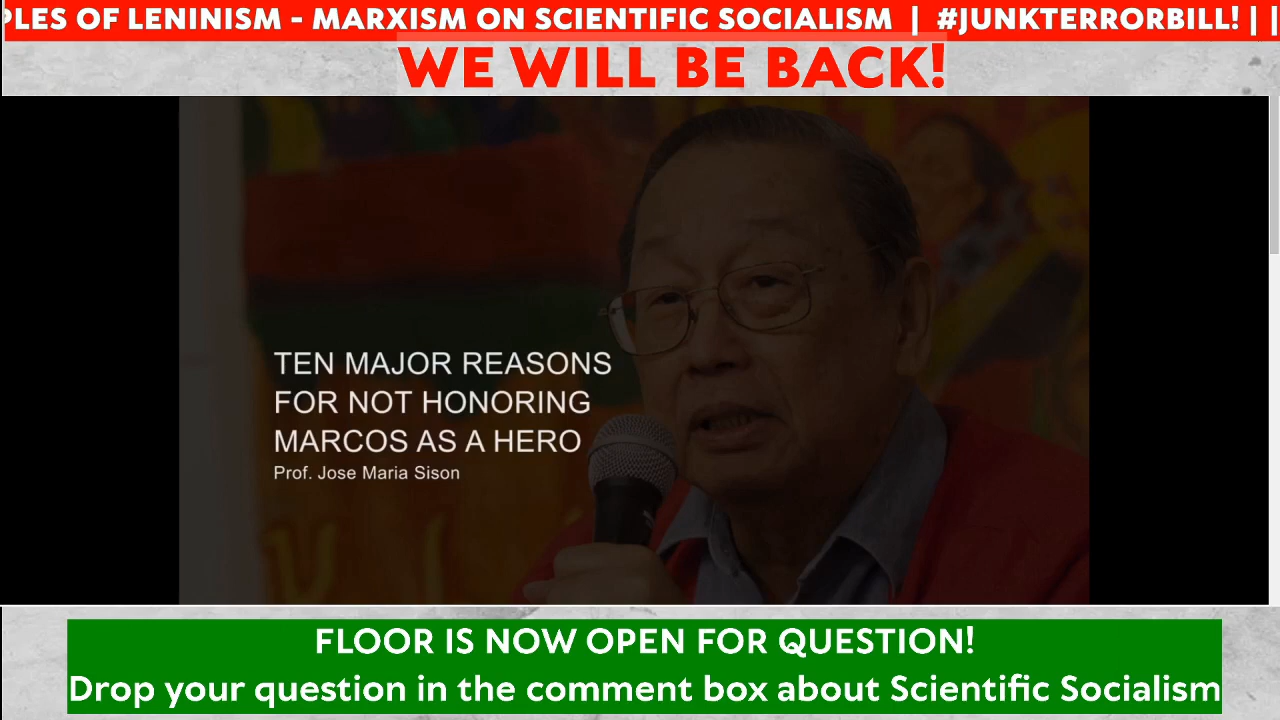 PLES OF LENINISM - MARXISM ON SCIENTIFIC SOCIALISM | #JUNKTERRORBILL! | |
WE WILL BE BACK!
TEN MAJOR REASONS
FOR NOT HONORING
MARCOS AS A HERO
Prof. Jose Maria Sison
FLOOR IS NOW OPEN FOR QUESTION!
Drop your question in the comment box about Scientific Socialism